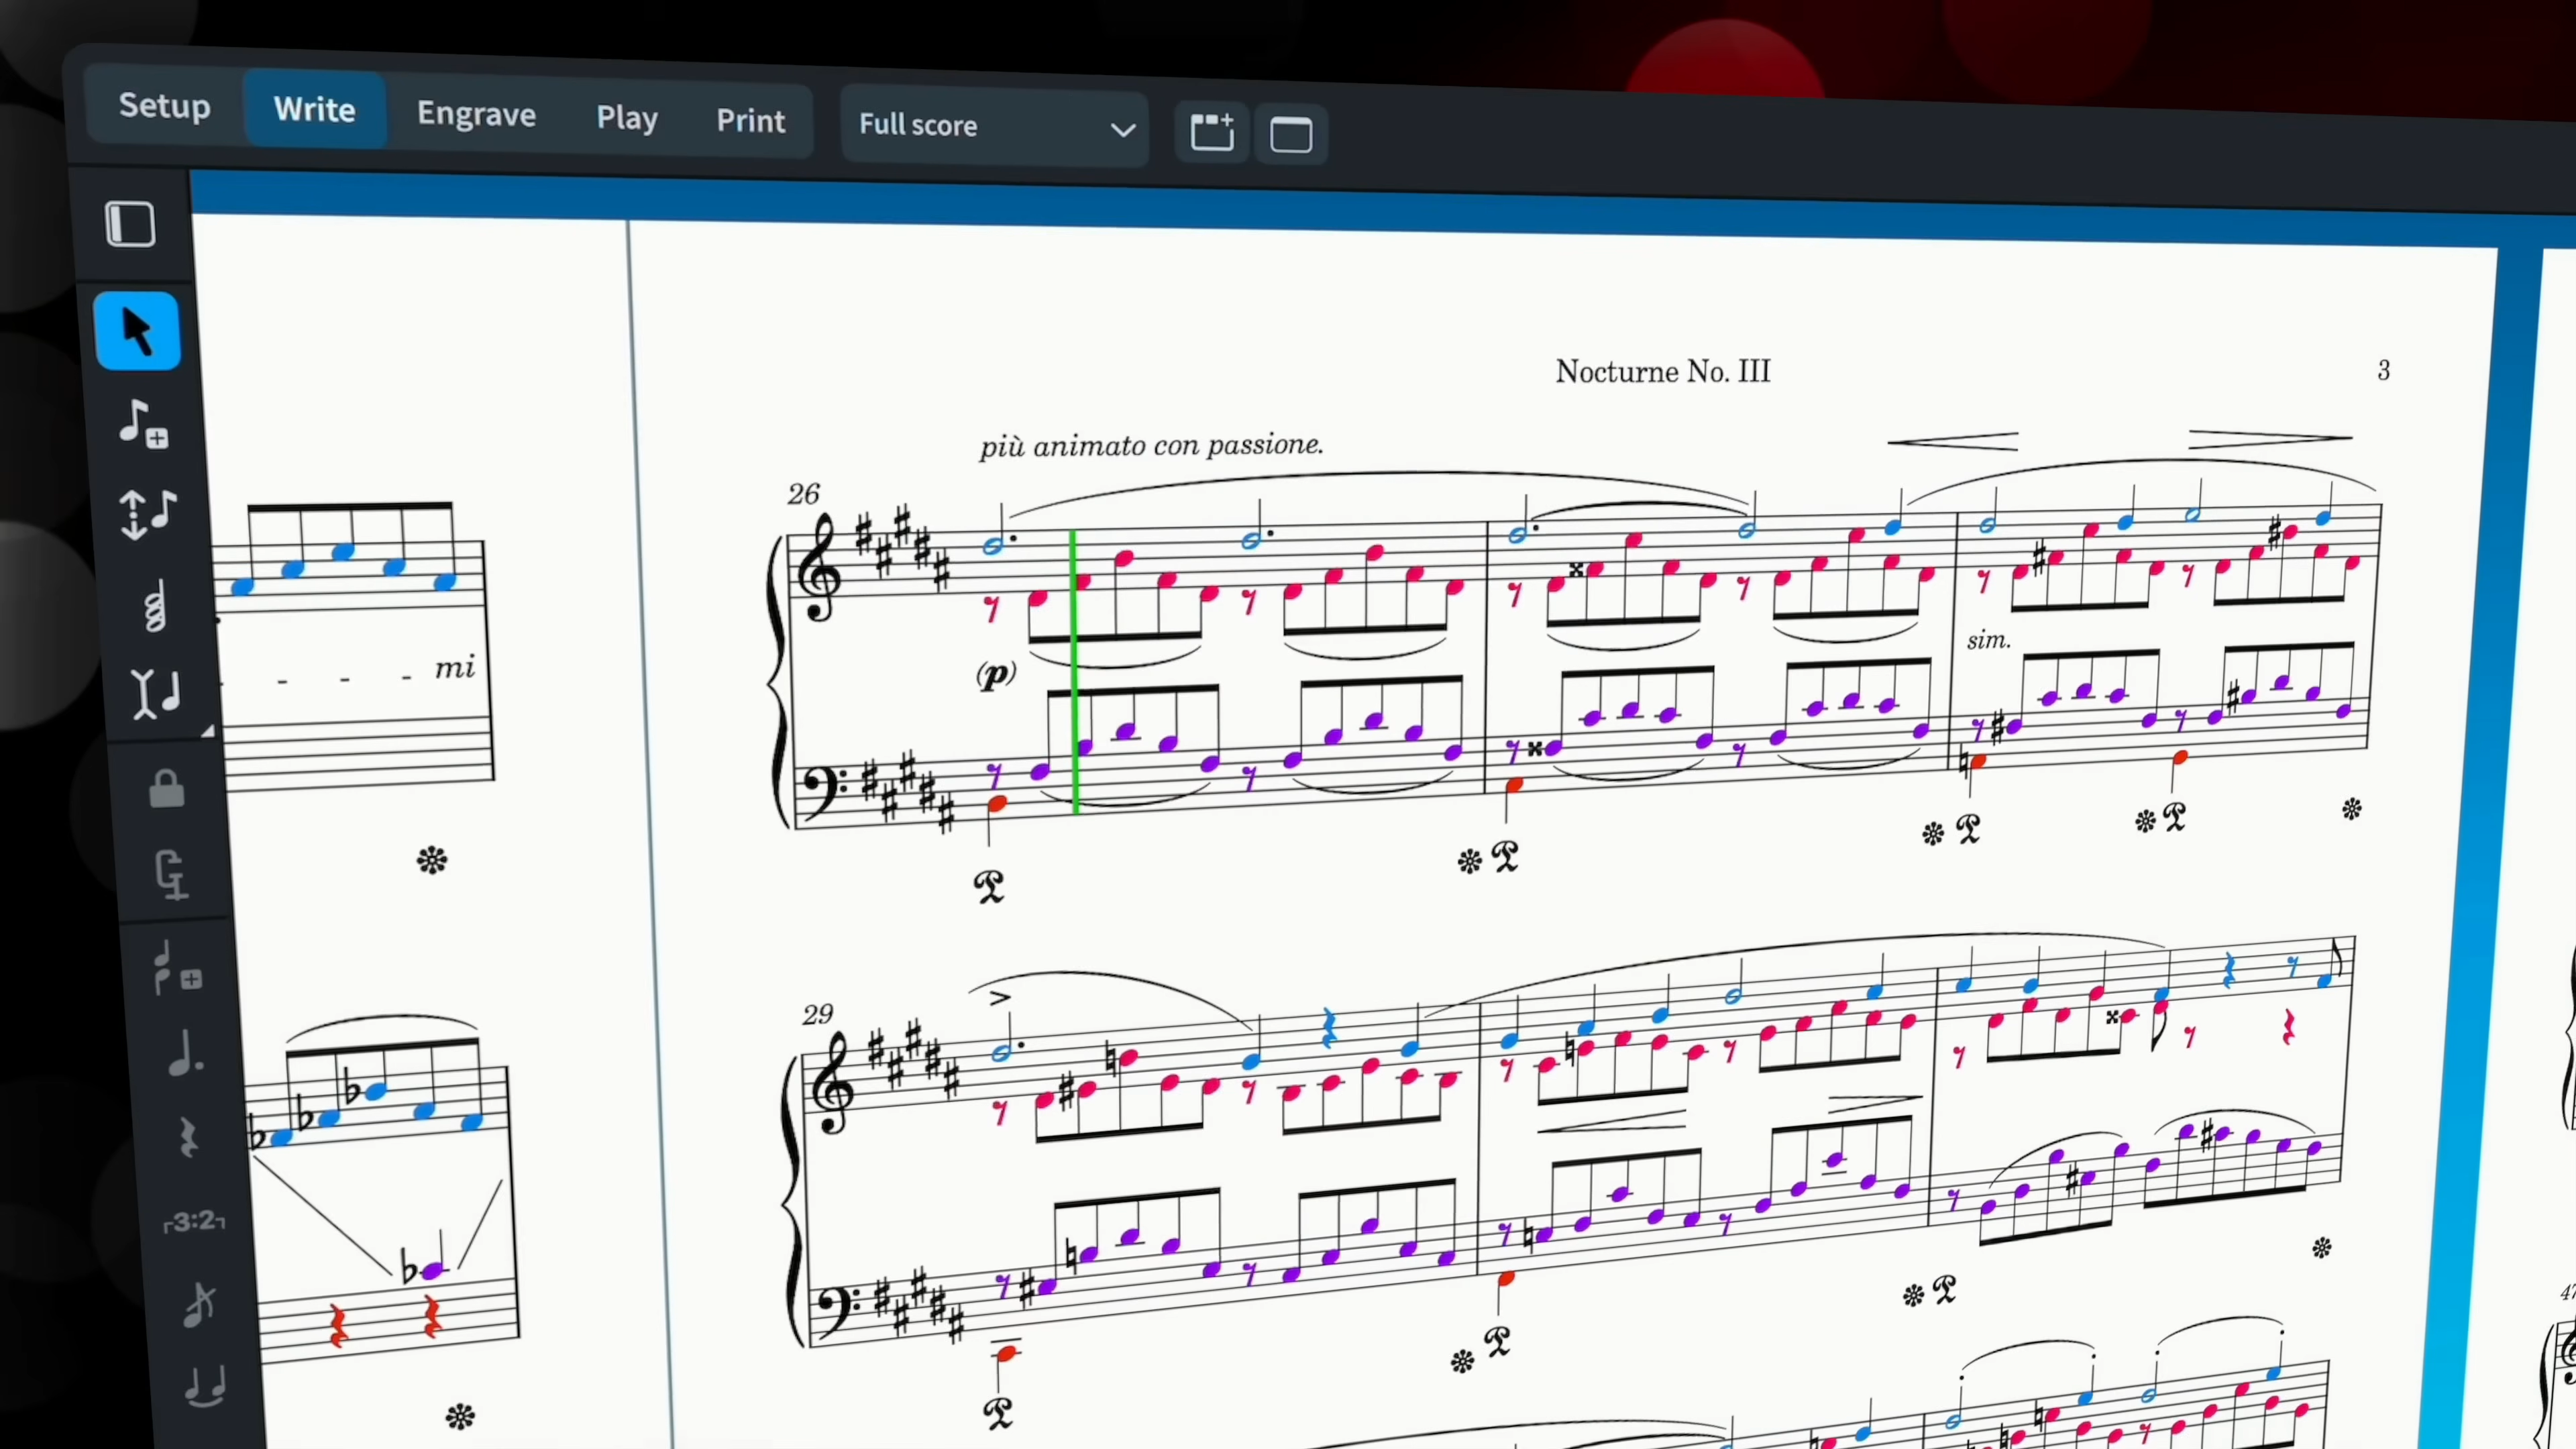 Setup Write Engrave Play Print Full score
Nocturne No. III 3
più animato con passione.
26
mi
(p)
sim.
29
3:2